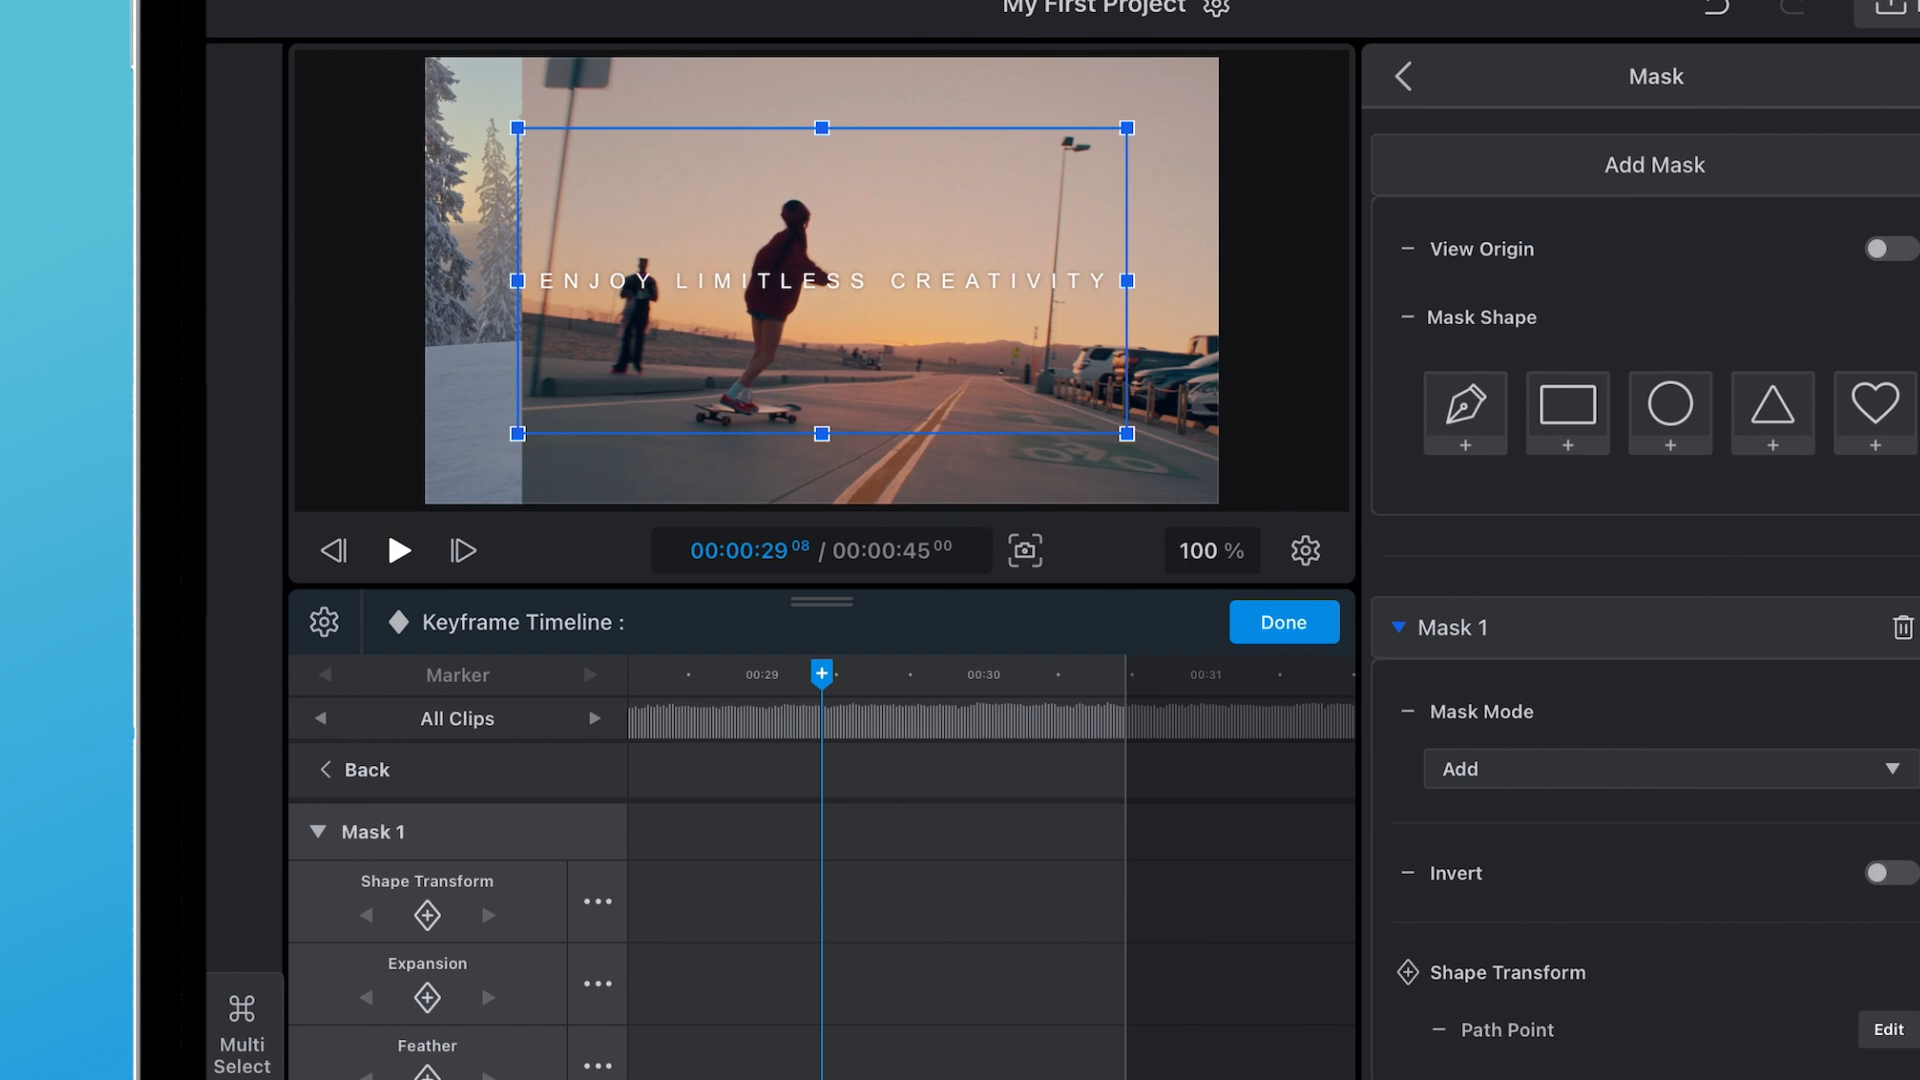 My First Project
Mask
Add Mask
View Origin
Mask Shape
ENJOY LIMITLESS CREATIVITY
00:00:29 08 / 00:00:45 00
100 %
Keyframe Timeline :
Done
Mask 1
Marker
00:29
00:30
00:31
All Clips
Mask Mode
Back
Add
Mask 1
Invert
Shape Transform
Expansion
Shape Transform
Path Point
Edit
Feather
Multi
Select